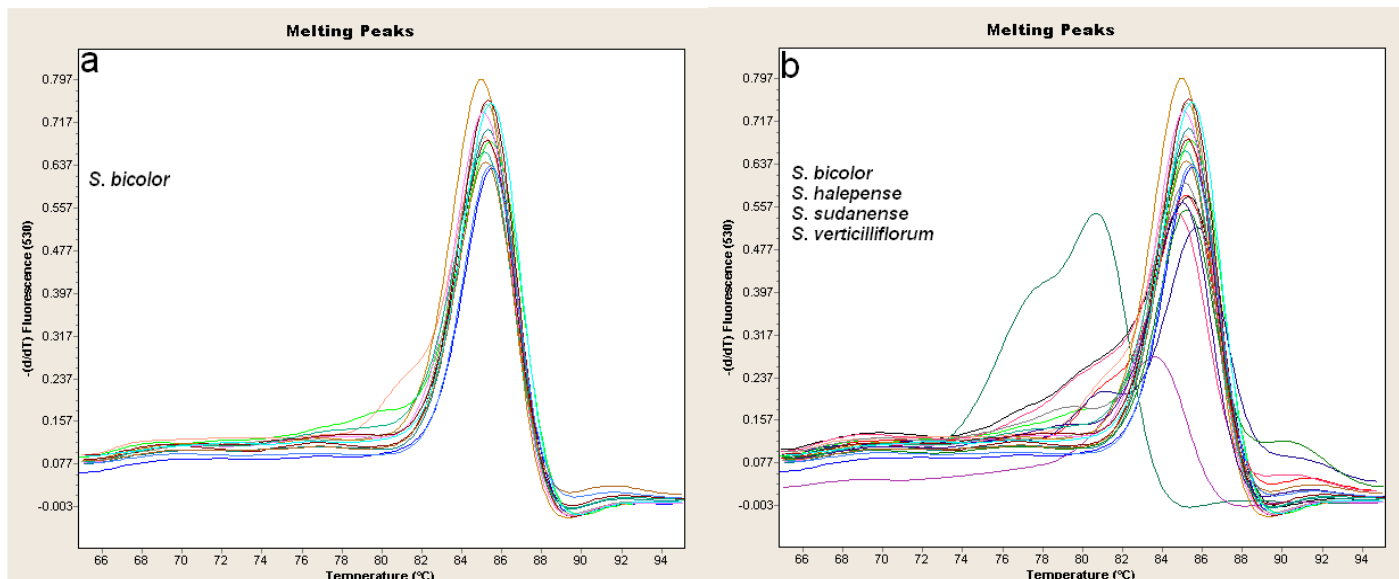 Melting Peaks
a
0.797
0.717
0.637
0.557
0.477
0.397
0.317
0.237
0.157
0.077
-0.003
-(d/dT) Fluorescence (530)
S. bicolor
66 68 70 72 74 76 78 80 82 84 86 88 90 92 94
Temperature (°C)
Melting Peaks
b
0.797
0.717
0.637
0.557
0.477
0.397
0.317
0.237
0.157
0.077
-0.003
-(d/dT) Fluorescence (530)
S. bicolor
S. halepense
S. sudanense
S. verticilliflorum
66 68 70 72 74 76 78 80 82 84 86 88 90 92 94
Temperature (°C)